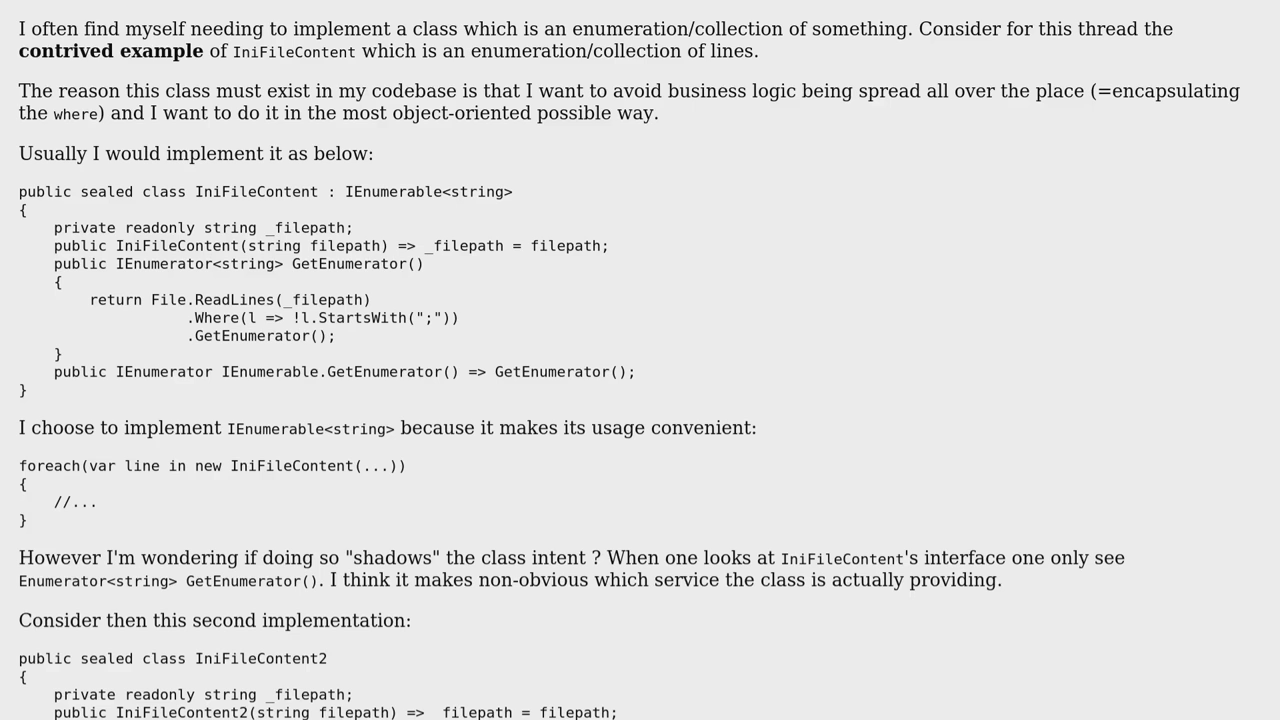 I often find myself needing to implement a class which is an enumeration/collection of something. Consider for this thread the
contrived example of IniFileContent which is an enumeration/collection of lines.
The reason this class must exist in my codebase is that I want to avoid business logic being spread all over the place (=encapsulating
the where) and I want to do it in the most object-oriented possible way.
Usually I would implement it as below:
public sealed class IniFileContent : IEnumerable<string>
{
    private readonly string _filepath;
    public IniFileContent(string filepath) => _filepath = filepath;
    public IEnumerator<string> GetEnumerator()
    {
        return File.ReadLines(_filepath)
                   .Where(l => !l.StartsWith(";"))
                   .GetEnumerator();
    }
    public IEnumerator IEnumerable.GetEnumerator() => GetEnumerator();
}
I choose to implement IEnumerable<string> because it makes its usage convenient:
foreach(var line in new IniFileContent(...))
{
    //...
}
However I'm wondering if doing so "shadows" the class intent ? When one looks at IniFileContent's interface one only see
Enumerator<string> GetEnumerator(). I think it makes non-obvious which service the class is actually providing.
Consider then this second implementation:
public sealed class IniFileContent2
{
    private readonly string _filepath;
    public IniFileContent2(string filepath) => _filepath = filepath;